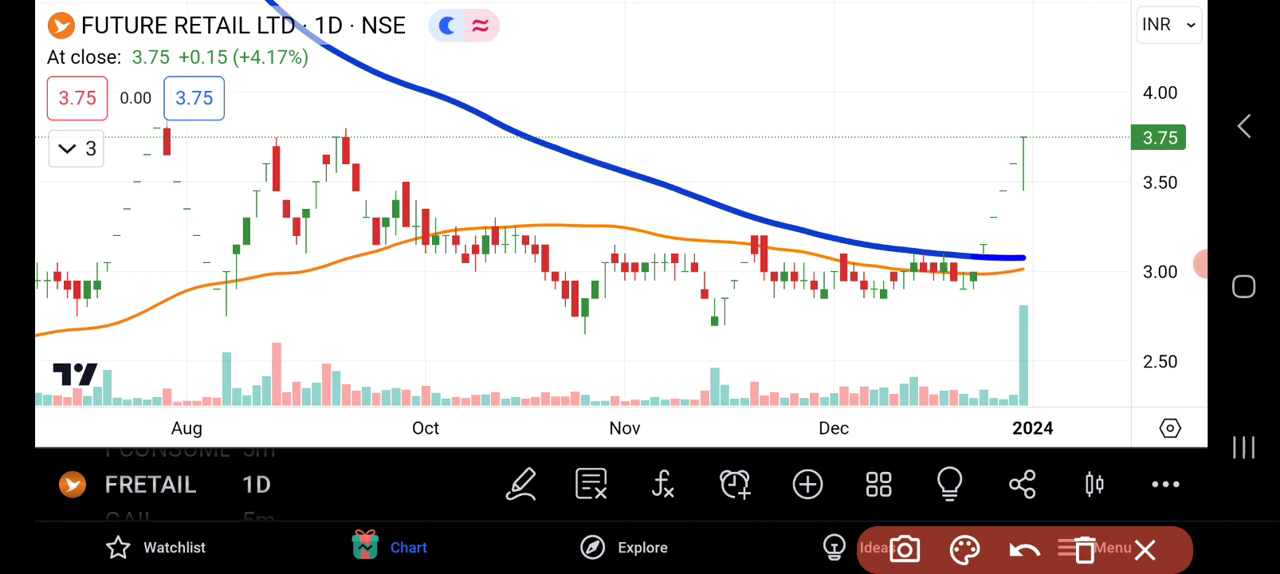 FUTURE RETAIL LTD · 1D · NSE
INR
At close: 3.75 +0.15 (+4.17%)
3.75 0.00 3.75
3
4.00
3.75
3.50
3.00
2.50
Aug Oct Nov Dec 2024
FRETAIL 1D
Watchlist Chart Explore Ideas Menu